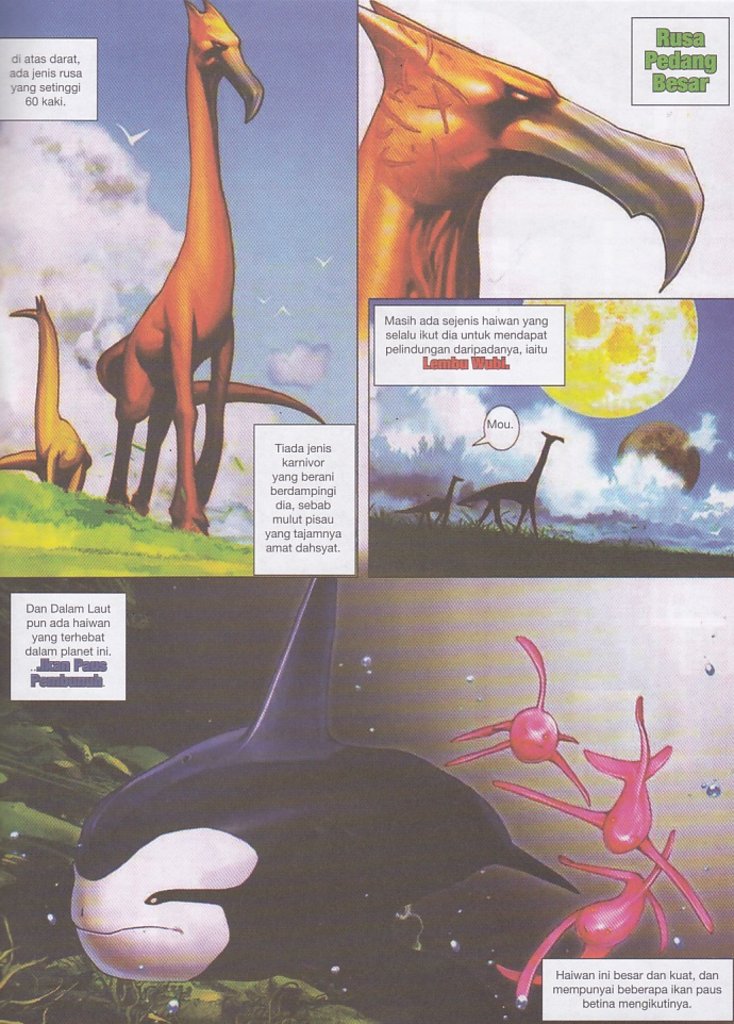 di atas darat,
ada jenis rusa
yang setinggi
60 kaki.
Rusa
Pedang
Besar
Tiada jenis
karnivor
yang berani
berdampingi
dia, sebab
mulut pisau
yang tajamnya
amat dahsyat.
Masih ada sejenis haiwan yang
selalu ikut dia untuk mendapat
pelindungan daripadanya, iaitu
Lembu Wubi.
Mou.
Dan Dalam Laut
pun ada haiwan
yang terhebat
dalam planet ini.
...Ikan Paus
Pembunuh
Haiwan ini besar dan kuat, dan
mempunyai beberapa ikan paus
betina mengikutinya.